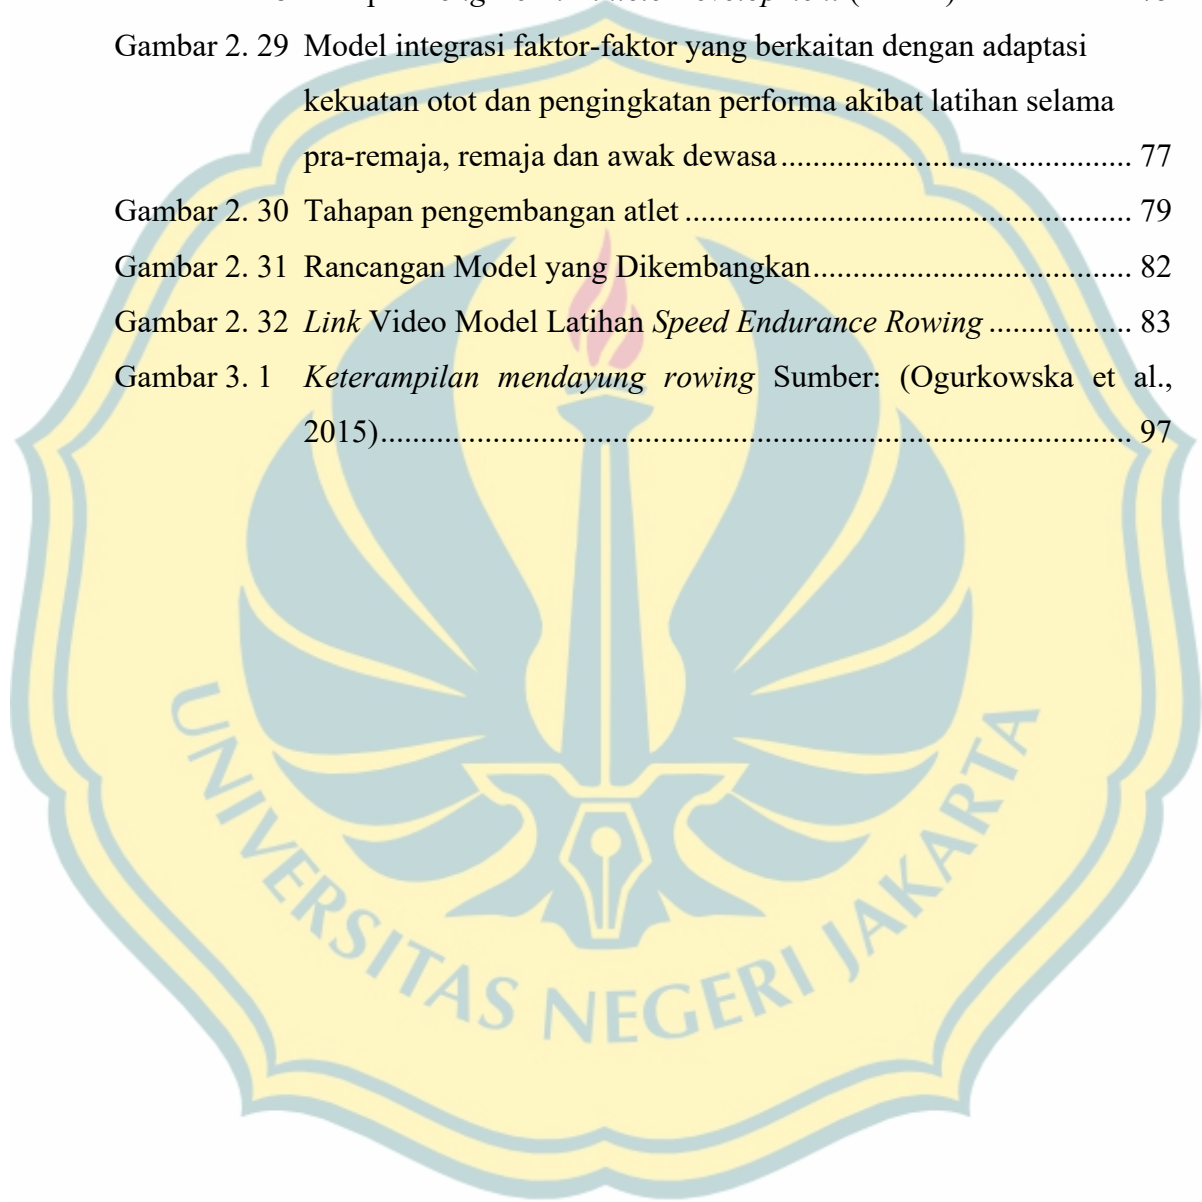 Gambar 2. 29 Model integrasi faktor-faktor yang berkaitan dengan adaptasi
kekuatan otot dan pengingkatan performa akibat latihan selama
pra-remaja, remaja dan awak dewasa................................................ 77
Gambar 2. 30 Tahapan pengembangan atlet ............................................................ 79
Gambar 2. 31 Rancangan Model yang Dikembangkan........................................... 82
Gambar 2. 32 Link Video Model Latihan Speed Endurance Rowing ................... 83
Gambar 3. 1 Keterampilan mendayung rowing Sumber: (Ogurkowska et al.,
2015)..................................................................................................... 97
UNIVERSITAS NEGERI JAKARTA